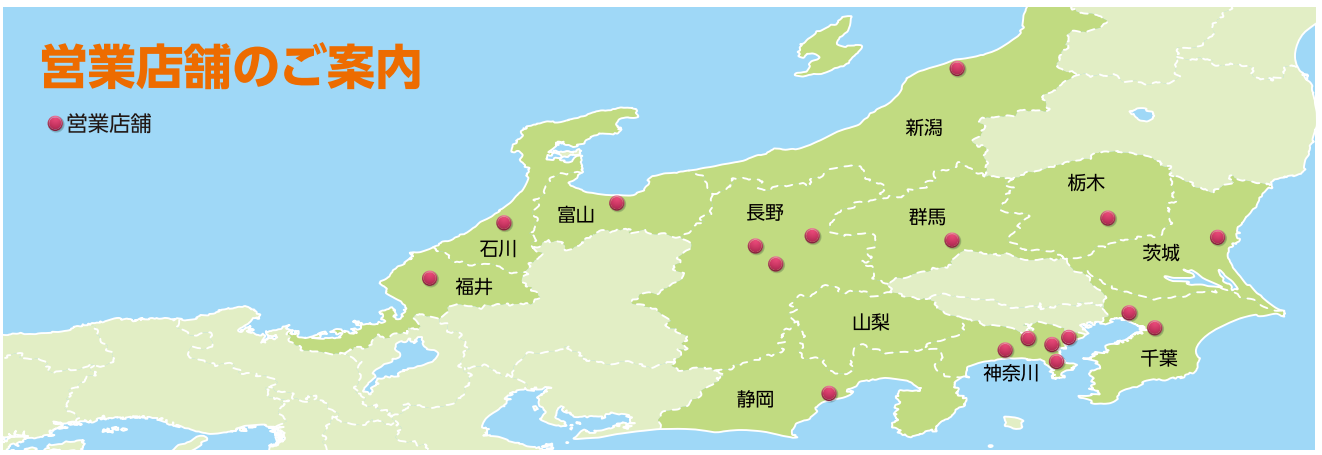 営業店舗のご案内
営業店舗
新潟
栃木
長野
富山
群馬
石川
茨城
福井
山梨
千葉
神奈川
静岡